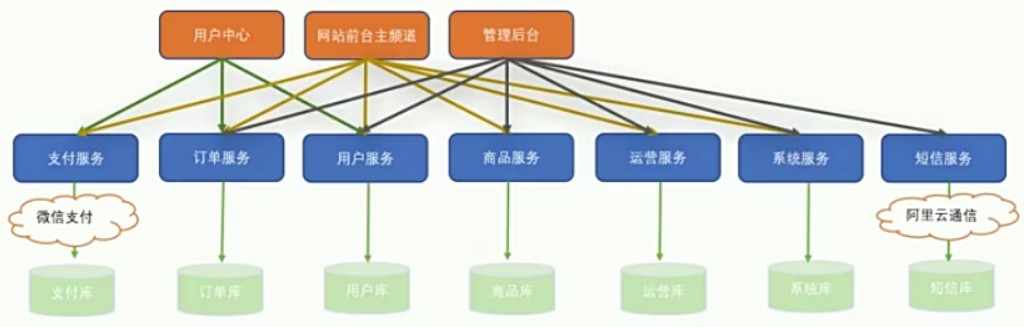 用户中心
网站前台主频道
管理后台
支付服务
订单服务
用户服务
商品服务
运营服务
系统服务
短信服务
微信支付
阿里云通信
支付库
订单库
用户库
商品库
运营库
系统库
短信库